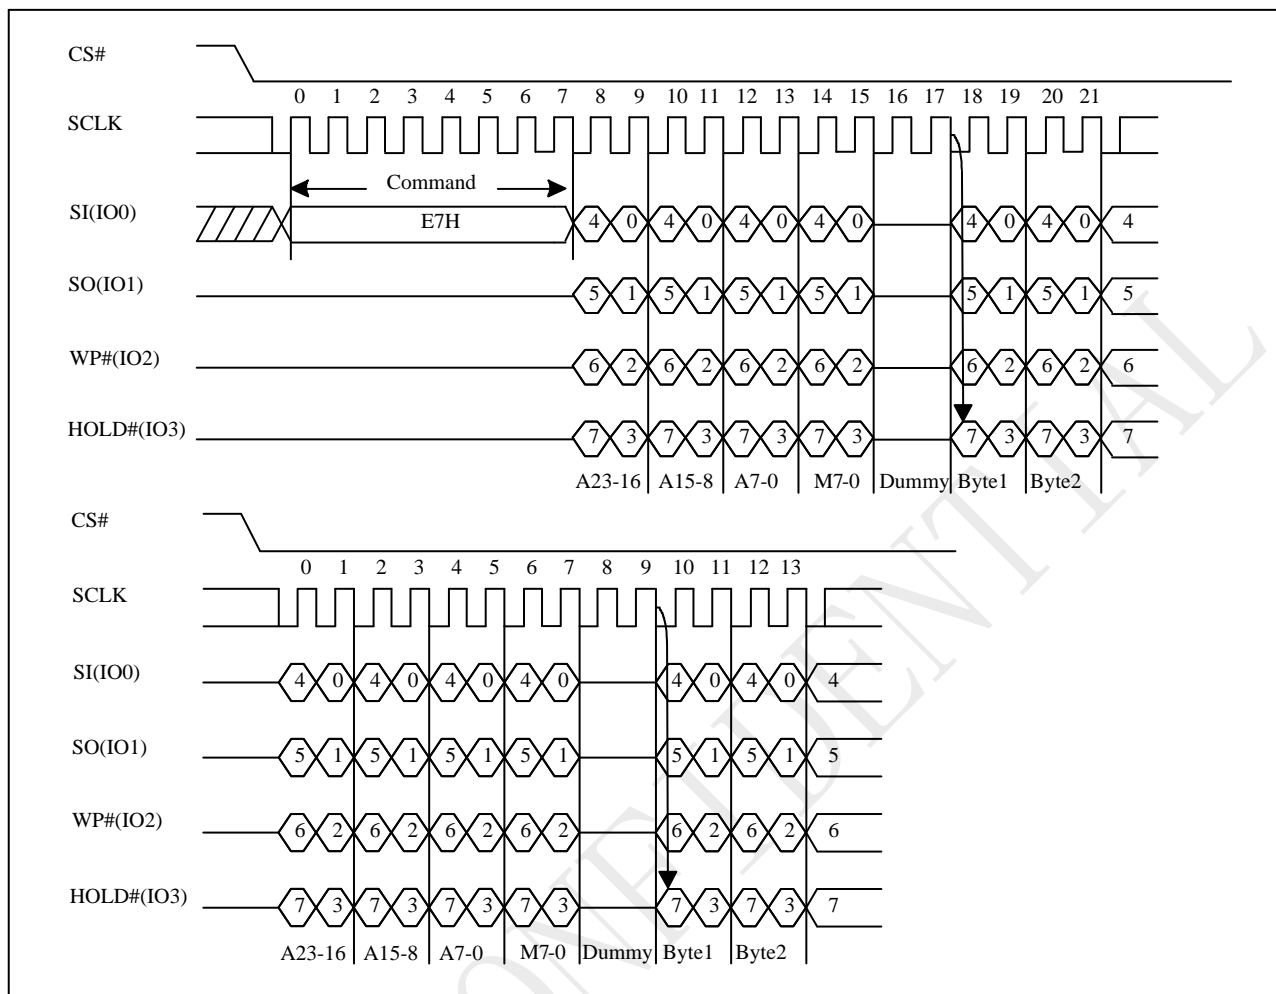 CS#
0 1 2 3 4 5 6 7 8 9 10 11 12 13 14 15 16 17 18 19 20 21
SCLK
Command
SI(IO0) E7H 4 0 4 0 4 0 4 0 4 0 4 0 4
SO(IO1) 5 1 5 1 5 1 5 1 5 1 5 1 5
WP#(IO2) 6 2 6 2 6 2 6 2 6 2 6 2 6
HOLD#(IO3) 7 3 7 3 7 3 7 3 7 3 7 3 7
A23-16 A15-8 A7-0 M7-0 Dummy Byte1 Byte2
CS#
0 1 2 3 4 5 6 7 8 9 10 11 12 13
SCLK
SI(IO0) 4 0 4 0 4 0 4 0 4 0 4 0 4
SO(IO1) 5 1 5 1 5 1 5 1 5 1 5 1 5
WP#(IO2) 6 2 6 2 6 2 6 2 6 2 6 2 6
HOLD#(IO3) 7 3 7 3 7 3 7 3 7 3 7 3 7
A23-16 A15-8 A7-0 M7-0 Dummy Byte1 Byte2
ONFIDENTIAL